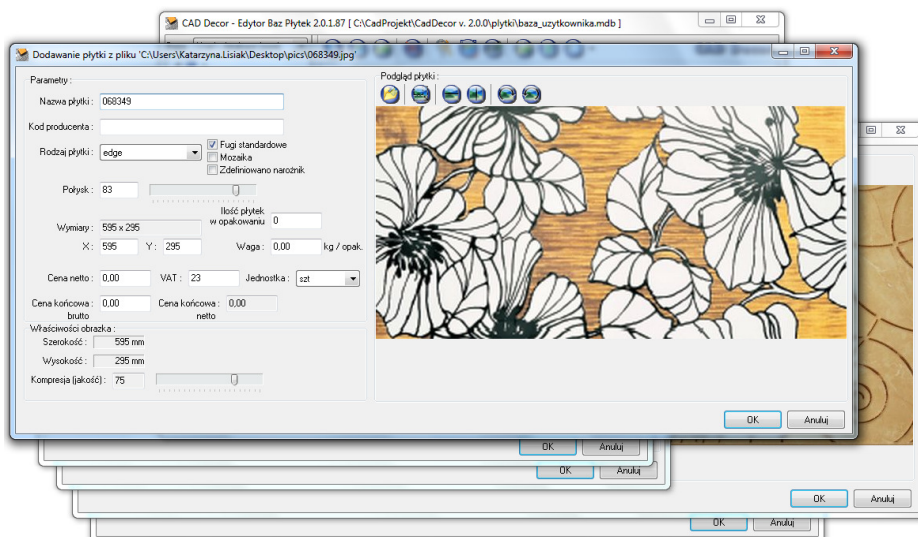 CAD Decor - Edytor Baz Płytek 2.0.1.87 [ C:\CadProjekt\CadDecor v. 2.0.0\plytki\baza_uzytkownika.mdb ]
Dodawanie płytki z pliku 'C:\Users\Katarzyna.Lisiak\Desktop\pics\068349.jpg'
Parametry :
Nazwa płytki : 068349
Kod producenta :
Rodzaj płytki : edge
Fugi standardowe
Mozaika
Zdefiniowano narożnik
Połysk : 83
Ilość płytek
w opakowaniu 0
Wymiary : 595 x 295
X : 595 Y : 295 Waga : 0,00 kg / opak.
Cena netto : 0,00 VAT : 23 Jednostka : szt
Cena końcowa : 0,00 Cena końcowa : 0,00
brutto netto
Właściwości obrazka :
Szerokość : 595 mm
Wysokość : 295 mm
Kompresja (jakość) : 75
Podgląd płytki :
OK Anuluj
OK Anuluj
OK Anuluj
OK Anuluj
OK Anuluj